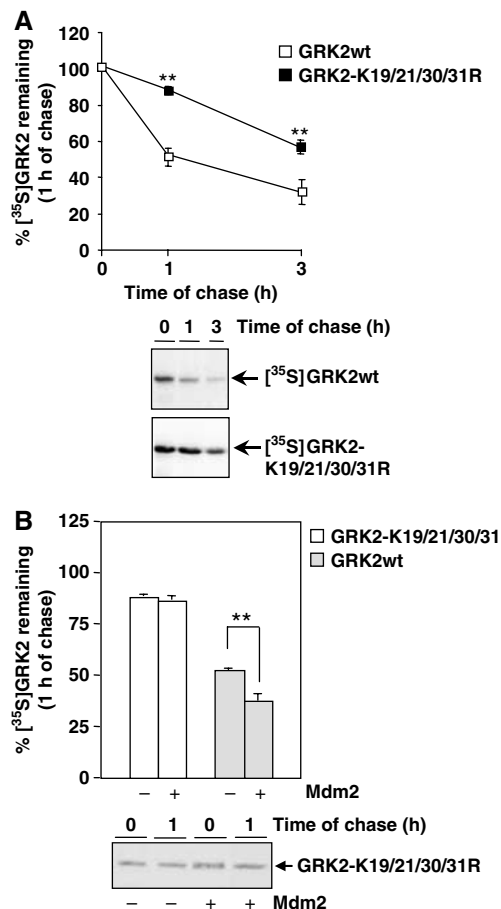 A
GRK2wt
GRK2-K19/21/30/31R
% [35S]GRK2 remaining
(1 h of chase)
120
100
80
60
40
20
0
**
**
0
1
3
Time of chase (h)
0 1 3 Time of chase (h)
[35S]GRK2wt
[35S]GRK2-
K19/21/30/31R
B
% [35S]GRK2 remaining
(1 h of chase)
125
100
75
50
25
0
GRK2-K19/21/30/31
GRK2wt
**
– + – + Mdm2
0 1 0 1 Time of chase (h)
GRK2-K19/21/30/31R
– – + + Mdm2